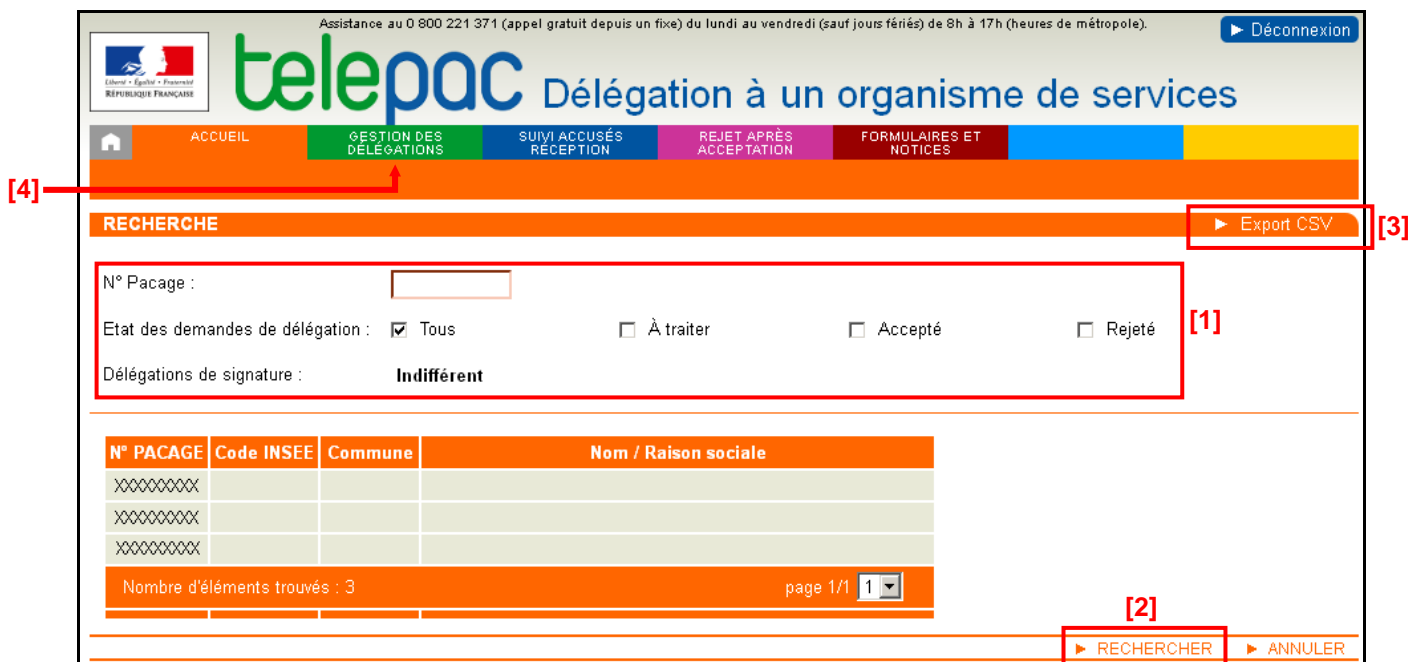 Assistance au 0 800 221 371 (appel gratuit depuis un fixe) du lundi au vendredi (sauf jours fériés) de 8h à 17h (heures de métropole).
► Déconnexion
Liberté • Égalité • Fraternité
RÉPUBLIQUE FRANÇAISE
telepac Délégation à un organisme de services
ACCUEIL
GESTION DES
DÉLÉGATIONS
SUIVI ACCUSÉS
RÉCEPTION
REJET APRÈS
ACCEPTATION
FORMULAIRES ET
NOTICES
[4]
RECHERCHE
► Export CSV
[3]
N° Pacage :
Etat des demandes de délégation : Tous À traiter Accepté Rejeté
[1]
Délégations de signature : Indifférent
N° PACAGE Code INSEE Commune Nom / Raison sociale
XXXXXXXXX
XXXXXXXXX
XXXXXXXXX
Nombre d'éléments trouvés : 3 page 1/1 1
[2]
► RECHERCHER ► ANNULER